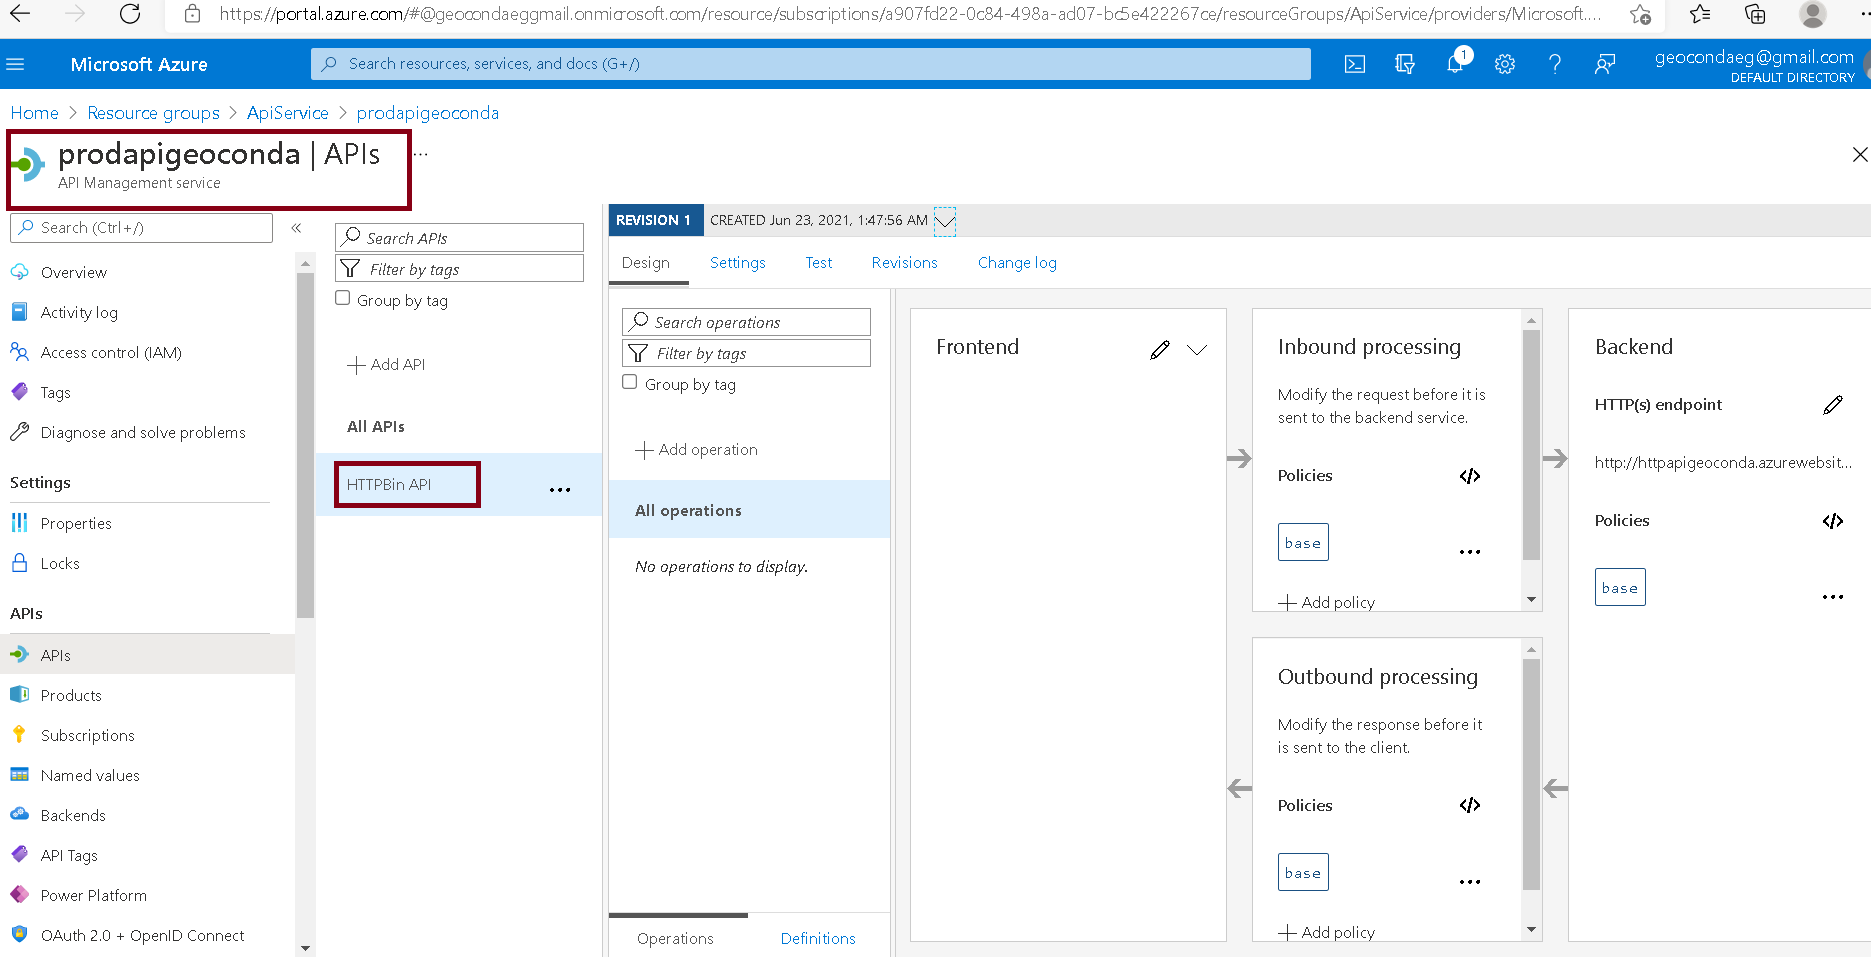 https://portal.azure.com/#@geocondaeggmail.onmicrosoft.com/resource/subscriptions/a907fd22-0c84-498a-ad07-bc5e422267ce/resourceGroups/ApiService/providers/Microsoft....
Microsoft Azure
Search resources, services, and docs (G+/)
1
geocondaeg@gmail.com
DEFAULT DIRECTORY
Home > Resource groups > ApiService > prodapigeoconda
prodapigeoconda | APIs ...
API Management service
Search (Ctrl+/)
«
Overview
Activity log
Access control (IAM)
Tags
Diagnose and solve problems
Settings
Properties
Locks
APIs
APIs
Products
Subscriptions
Named values
Backends
API Tags
Power Platform
OAuth 2.0 + OpenID Connect
Search APIs
Filter by tags
Group by tag
+ Add API
All APIs
HTTPBin API ...
REVISION 1 CREATED Jun 23, 2021, 1:47:56 AM
Design Settings Test Revisions Change log
Search operations
Filter by tags
Group by tag
+ Add operation
All operations
No operations to display.
Operations Definitions
Frontend
Inbound processing
Modify the request before it is
sent to the backend service.
Policies </>
base ...
+ Add policy
Outbound processing
Modify the response before it
is sent to the client.
Policies </>
base ...
+ Add policy
Backend
HTTP(s) endpoint
http://httpapigeoconda.azurewebsit...
Policies </>
base ...